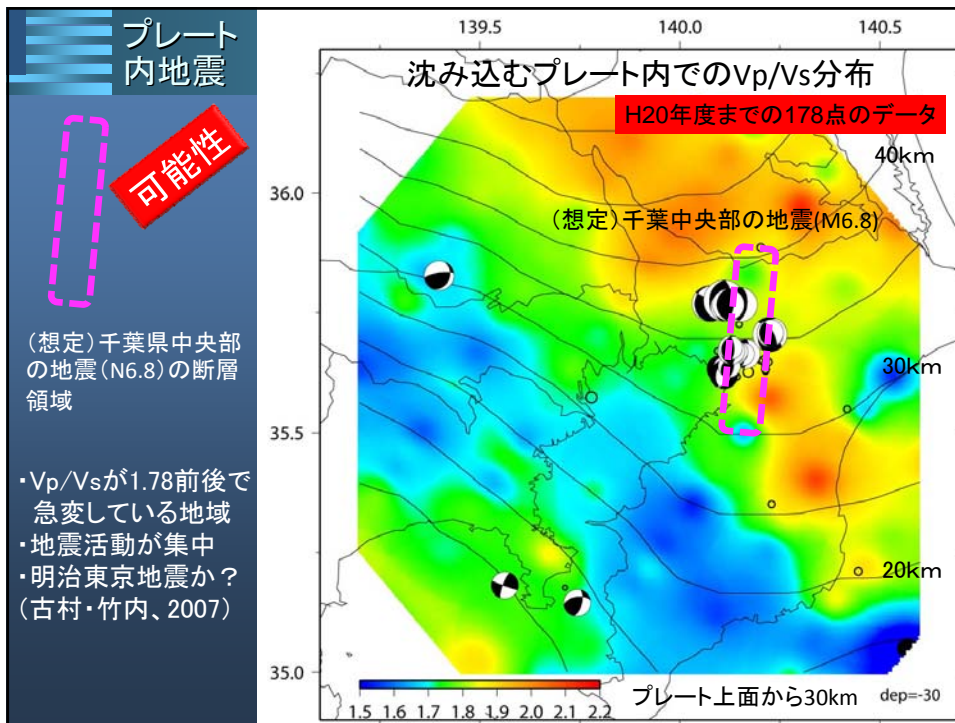 プレート
内地震
可能性
(想定)千葉県中央部
の地震(N6.8)の断層
領域
・Vp/Vsが1.78前後で
急変している地域
・地震活動が集中
・明治東京地震か?
(古村・竹内、2007)
139.5
140.0
140.5
沈み込むプレート内でのVp/Vs分布
H20年度までの178点のデータ
40km
36.0
(想定)千葉中央部の地震(M6.8)
30km
35.5
20km
35.0
1.5 1.6 1.7 1.8 1.9 2.0 2.1 2.2
プレート上面から30km
dep=-30